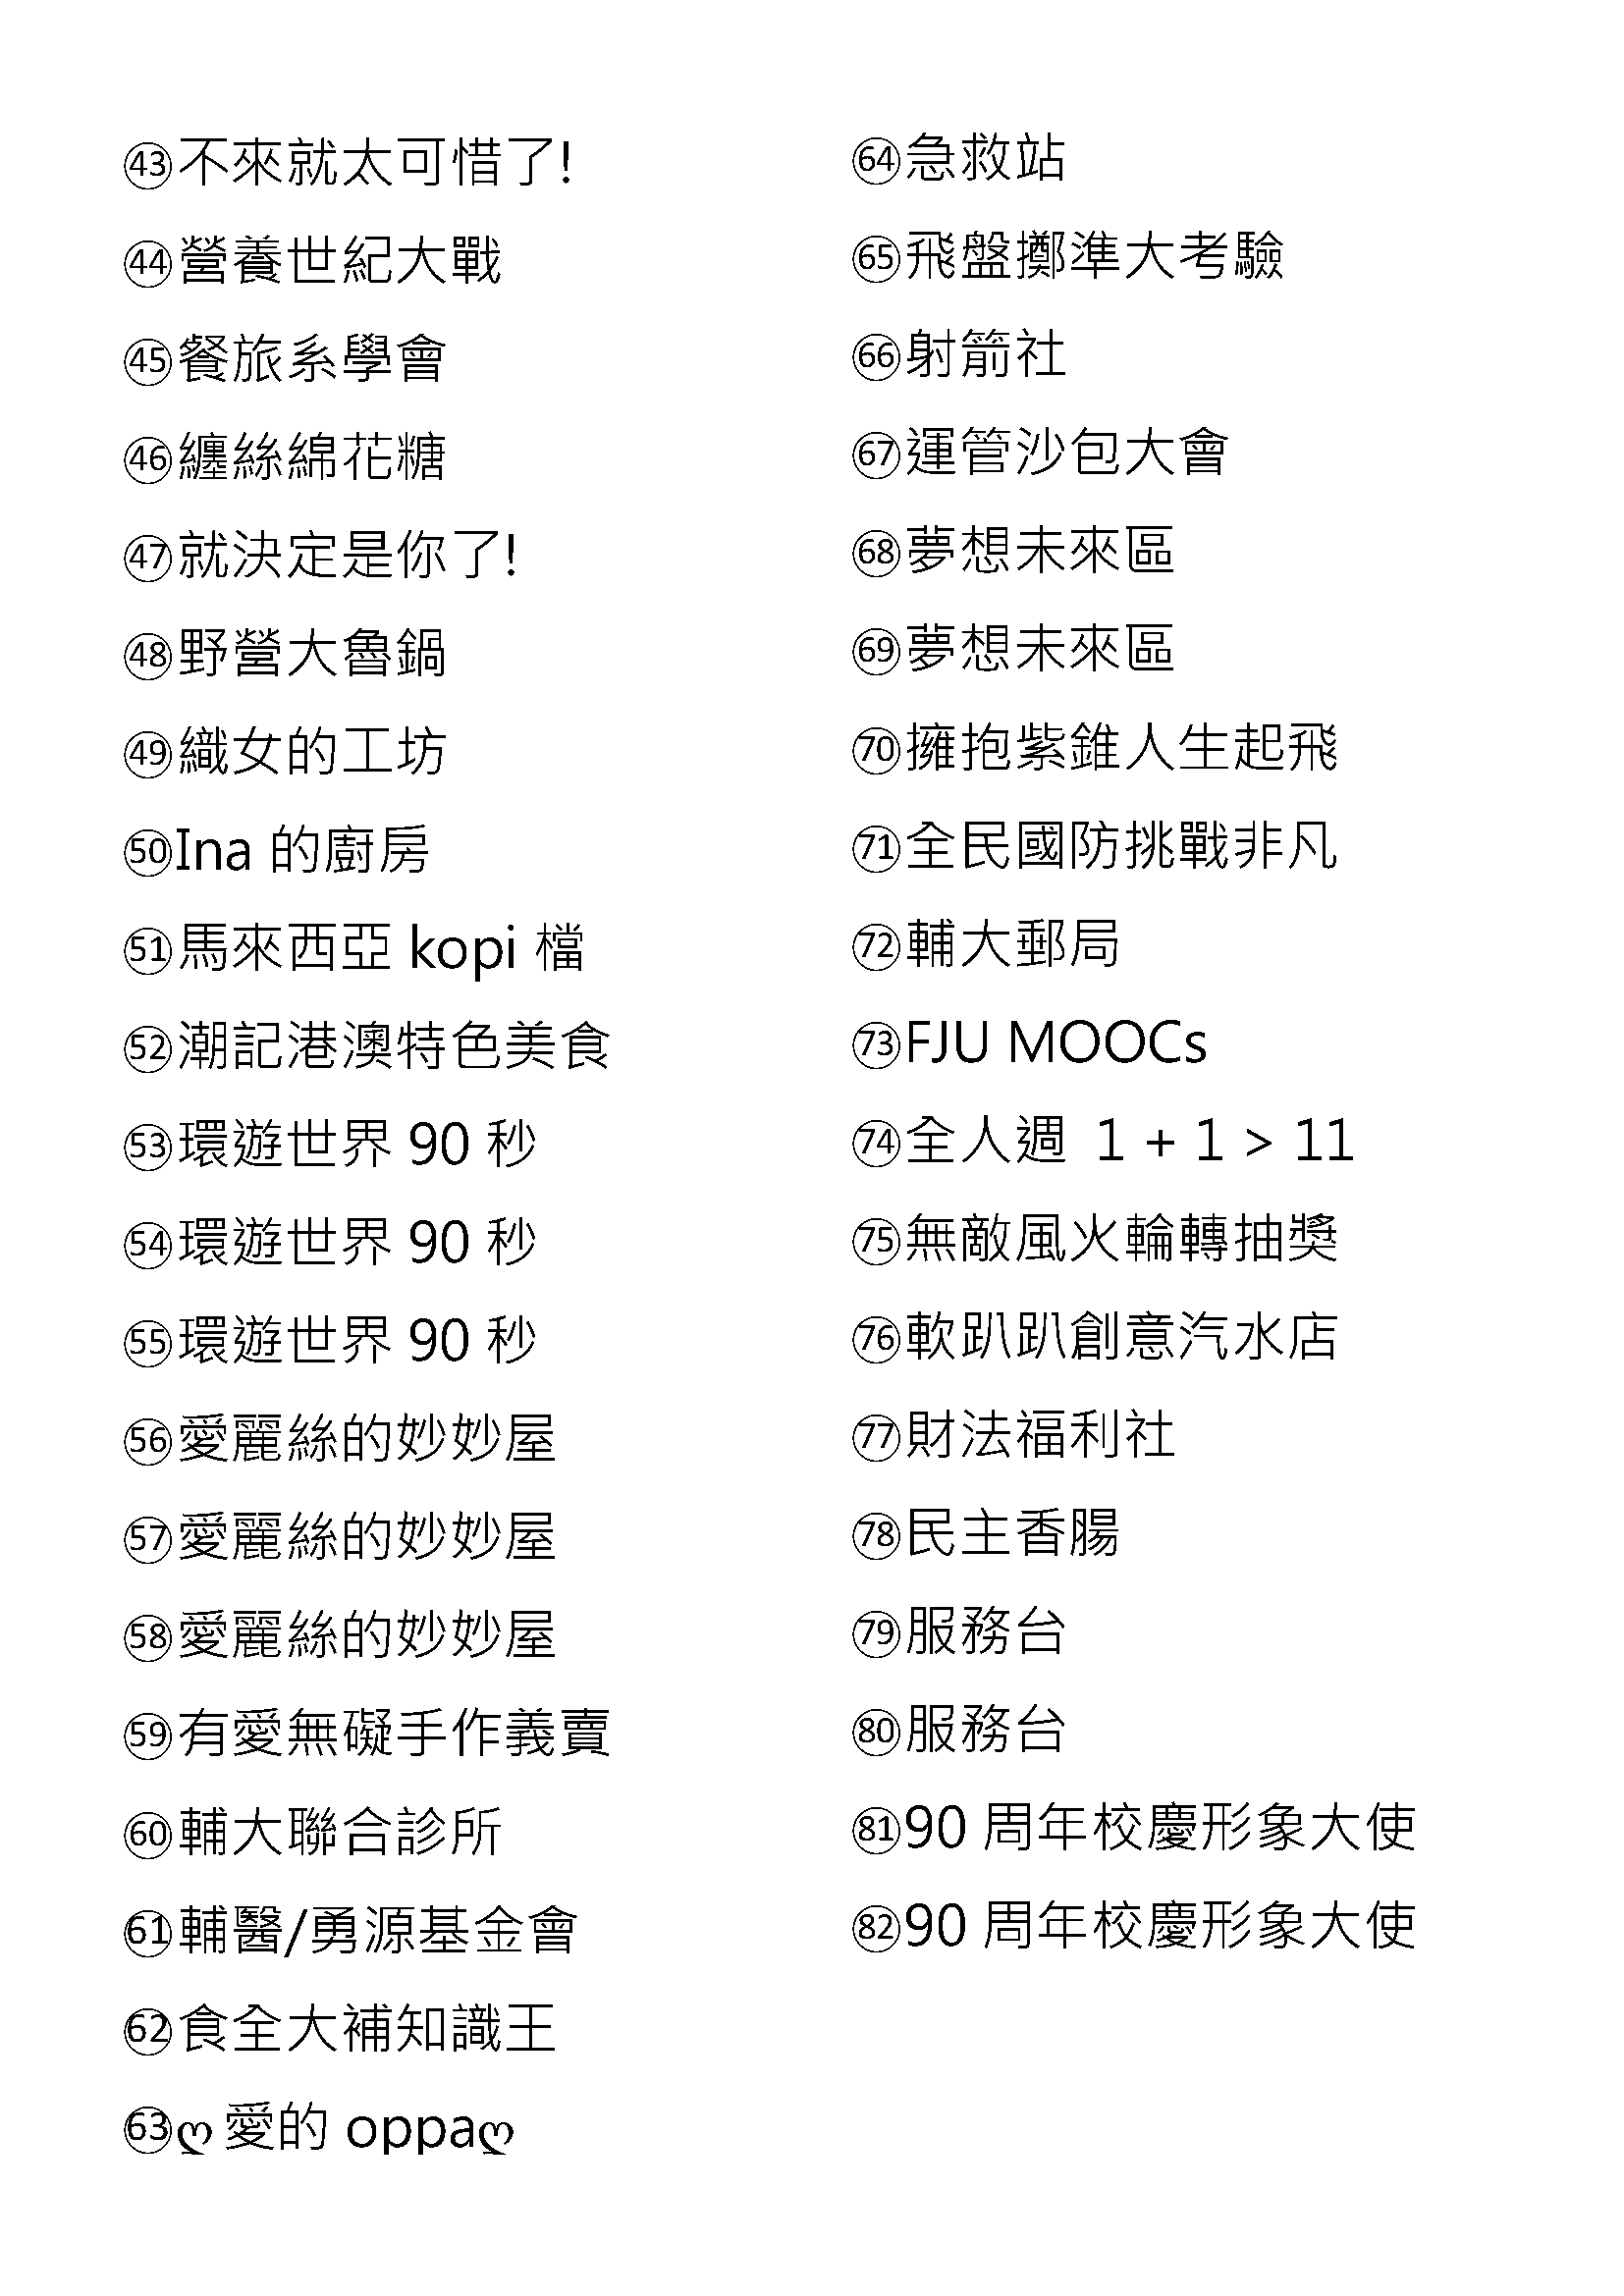 ㊸不來就太可惜了!
㊹營養世紀大戰
㊺餐旅系學會
㊻纏絲綿花糖
㊼就決定是你了!
㊽野營大魯鍋
㊾織女的工坊
㊿Ina 的廚房
51馬來西亞 kopi 檔
52潮記港澳特色美食
53環遊世界 90 秒
54環遊世界 90 秒
55環遊世界 90 秒
56愛麗絲的妙妙屋
57愛麗絲的妙妙屋
58愛麗絲的妙妙屋
59有愛無礙手作義賣
60輔大聯合診所
61輔醫/勇源基金會
62食全大補知識王
63ღ 愛的 oppaღ
64急救站
65飛盤擲準大考驗
66射箭社
67運管沙包大會
68夢想未來區
69夢想未來區
70擁抱紫錐人生起飛
71全民國防挑戰非凡
72輔大郵局
73FJU MOOCs
74全人週 1 + 1 > 11
75無敵風火輪轉抽獎
76軟趴趴創意汽水店
77財法福利社
78民主香腸
79服務台
80服務台
8190 周年校慶形象大使
8290 周年校慶形象大使